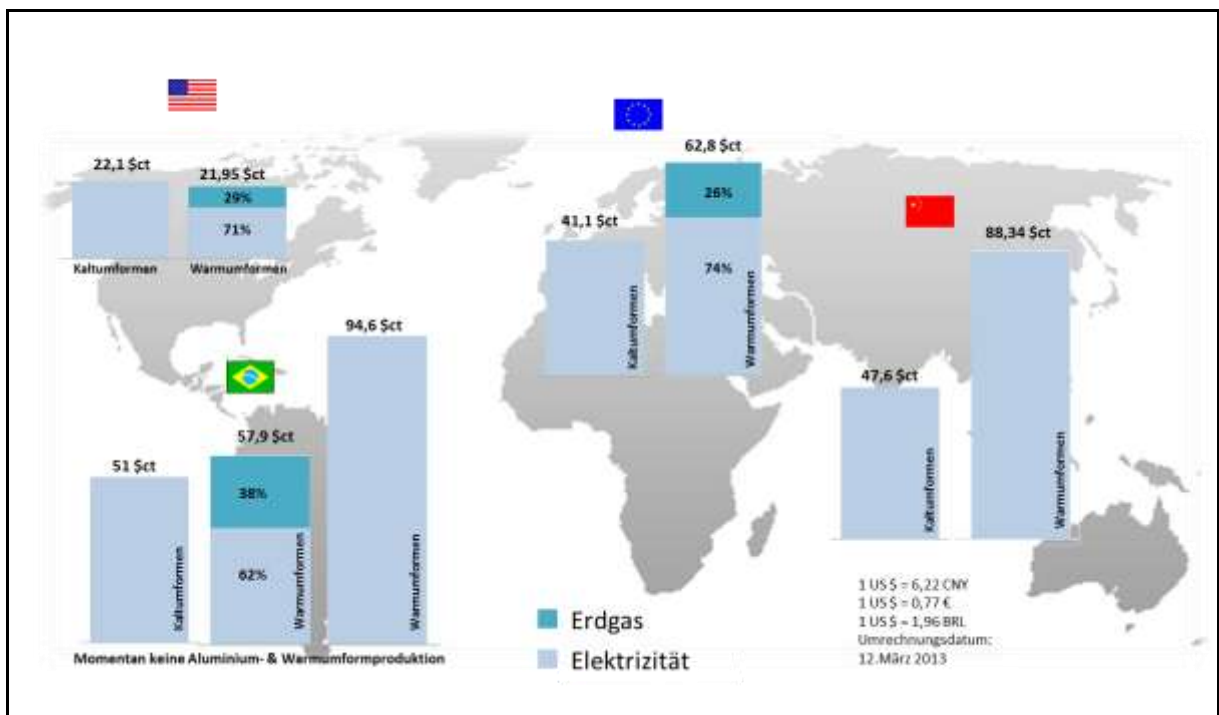 22,1 $ct
21,95 $ct
29%
71%
Kaltumformen
Warmumformen
62,8 $ct
26%
41,1 $ct
74%
Kaltumformen
Warmumformen
88,34 $ct
47,6 $ct
Kaltumformen
Warmumformen
94,6 $ct
57,9 $ct
51 $ct
38%
62%
Kaltumformen
Warmumformen
Momentan keine Aluminium- & Warmumformproduktion
Erdgas
Elektrizität
1 US $ = 6,22 CNY
1 US $ = 0,77 €
1 US $ = 1,96 BRL
Umrechnungsdatum:
12.März 2013